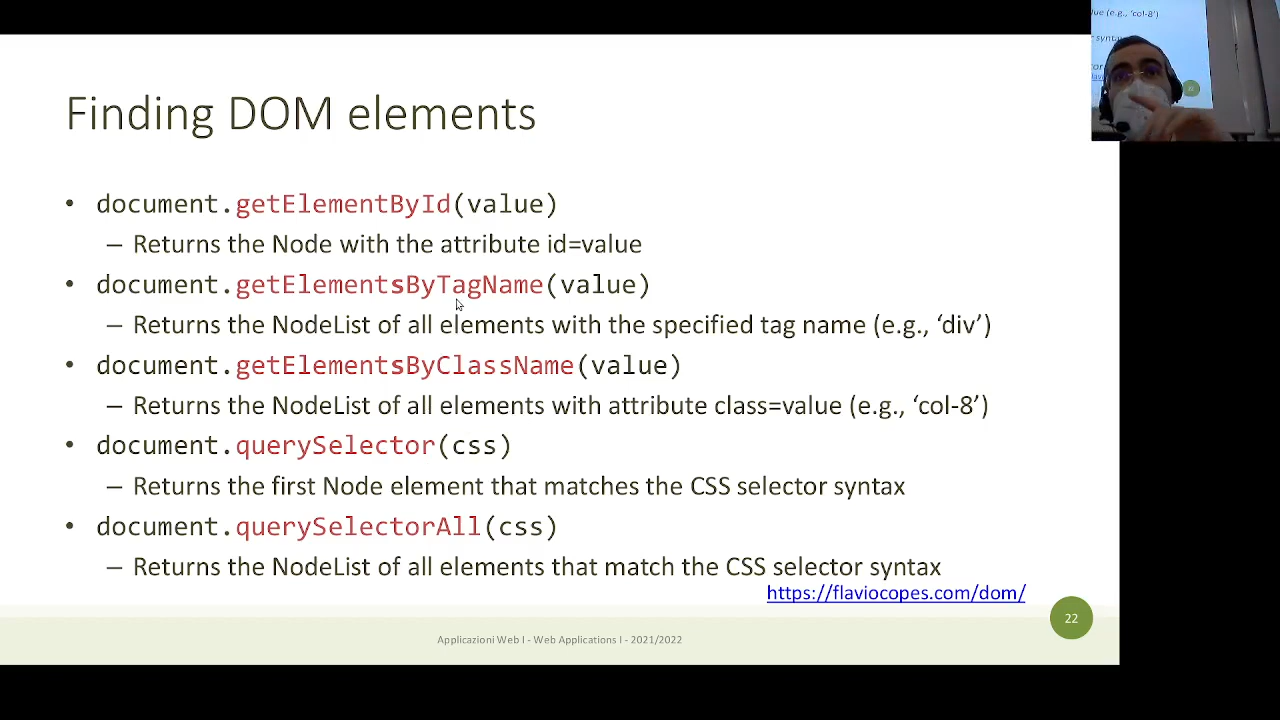 ue (e.g., 'col-8')
r syntax
Finding DOM elements
• document.getElementById(value)
– Returns the Node with the attribute id=value
• document.getElementsByTagName(value)
– Returns the NodeList of all elements with the specified tag name (e.g., ‘div’)
• document.getElementsByClassName(value)
– Returns the NodeList of all elements with attribute class=value (e.g., ‘col-8’)
• document.querySelector(css)
– Returns the first Node element that matches the CSS selector syntax
• document.querySelectorAll(css)
– Returns the NodeList of all elements that match the CSS selector syntax
https://flaviocopes.com/dom/
22
Applicazioni Web I - Web Applications I - 2021/2022